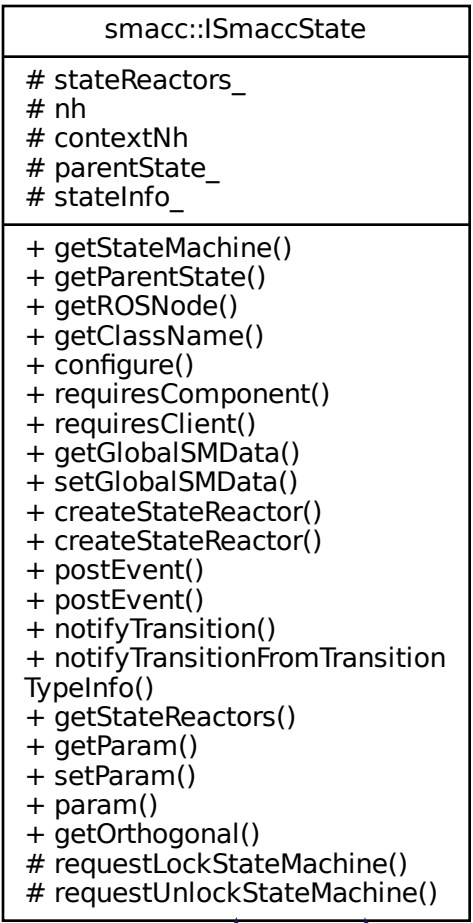 smacc::ISmaccState
# stateReactors_
# nh
# contextNh
# parentState_
# stateInfo_
+ getStateMachine()
+ getParentState()
+ getROSNode()
+ getClassName()
+ configure()
+ requiresComponent()
+ requiresClient()
+ getGlobalSMData()
+ setGlobalSMData()
+ createStateReactor()
+ createStateReactor()
+ postEvent()
+ postEvent()
+ notifyTransition()
+ notifyTransitionFromTransition
TypeInfo()
+ getStateReactors()
+ getParam()
+ setParam()
+ param()
+ getOrthogonal()
# requestLockStateMachine()
# requestUnlockStateMachine()